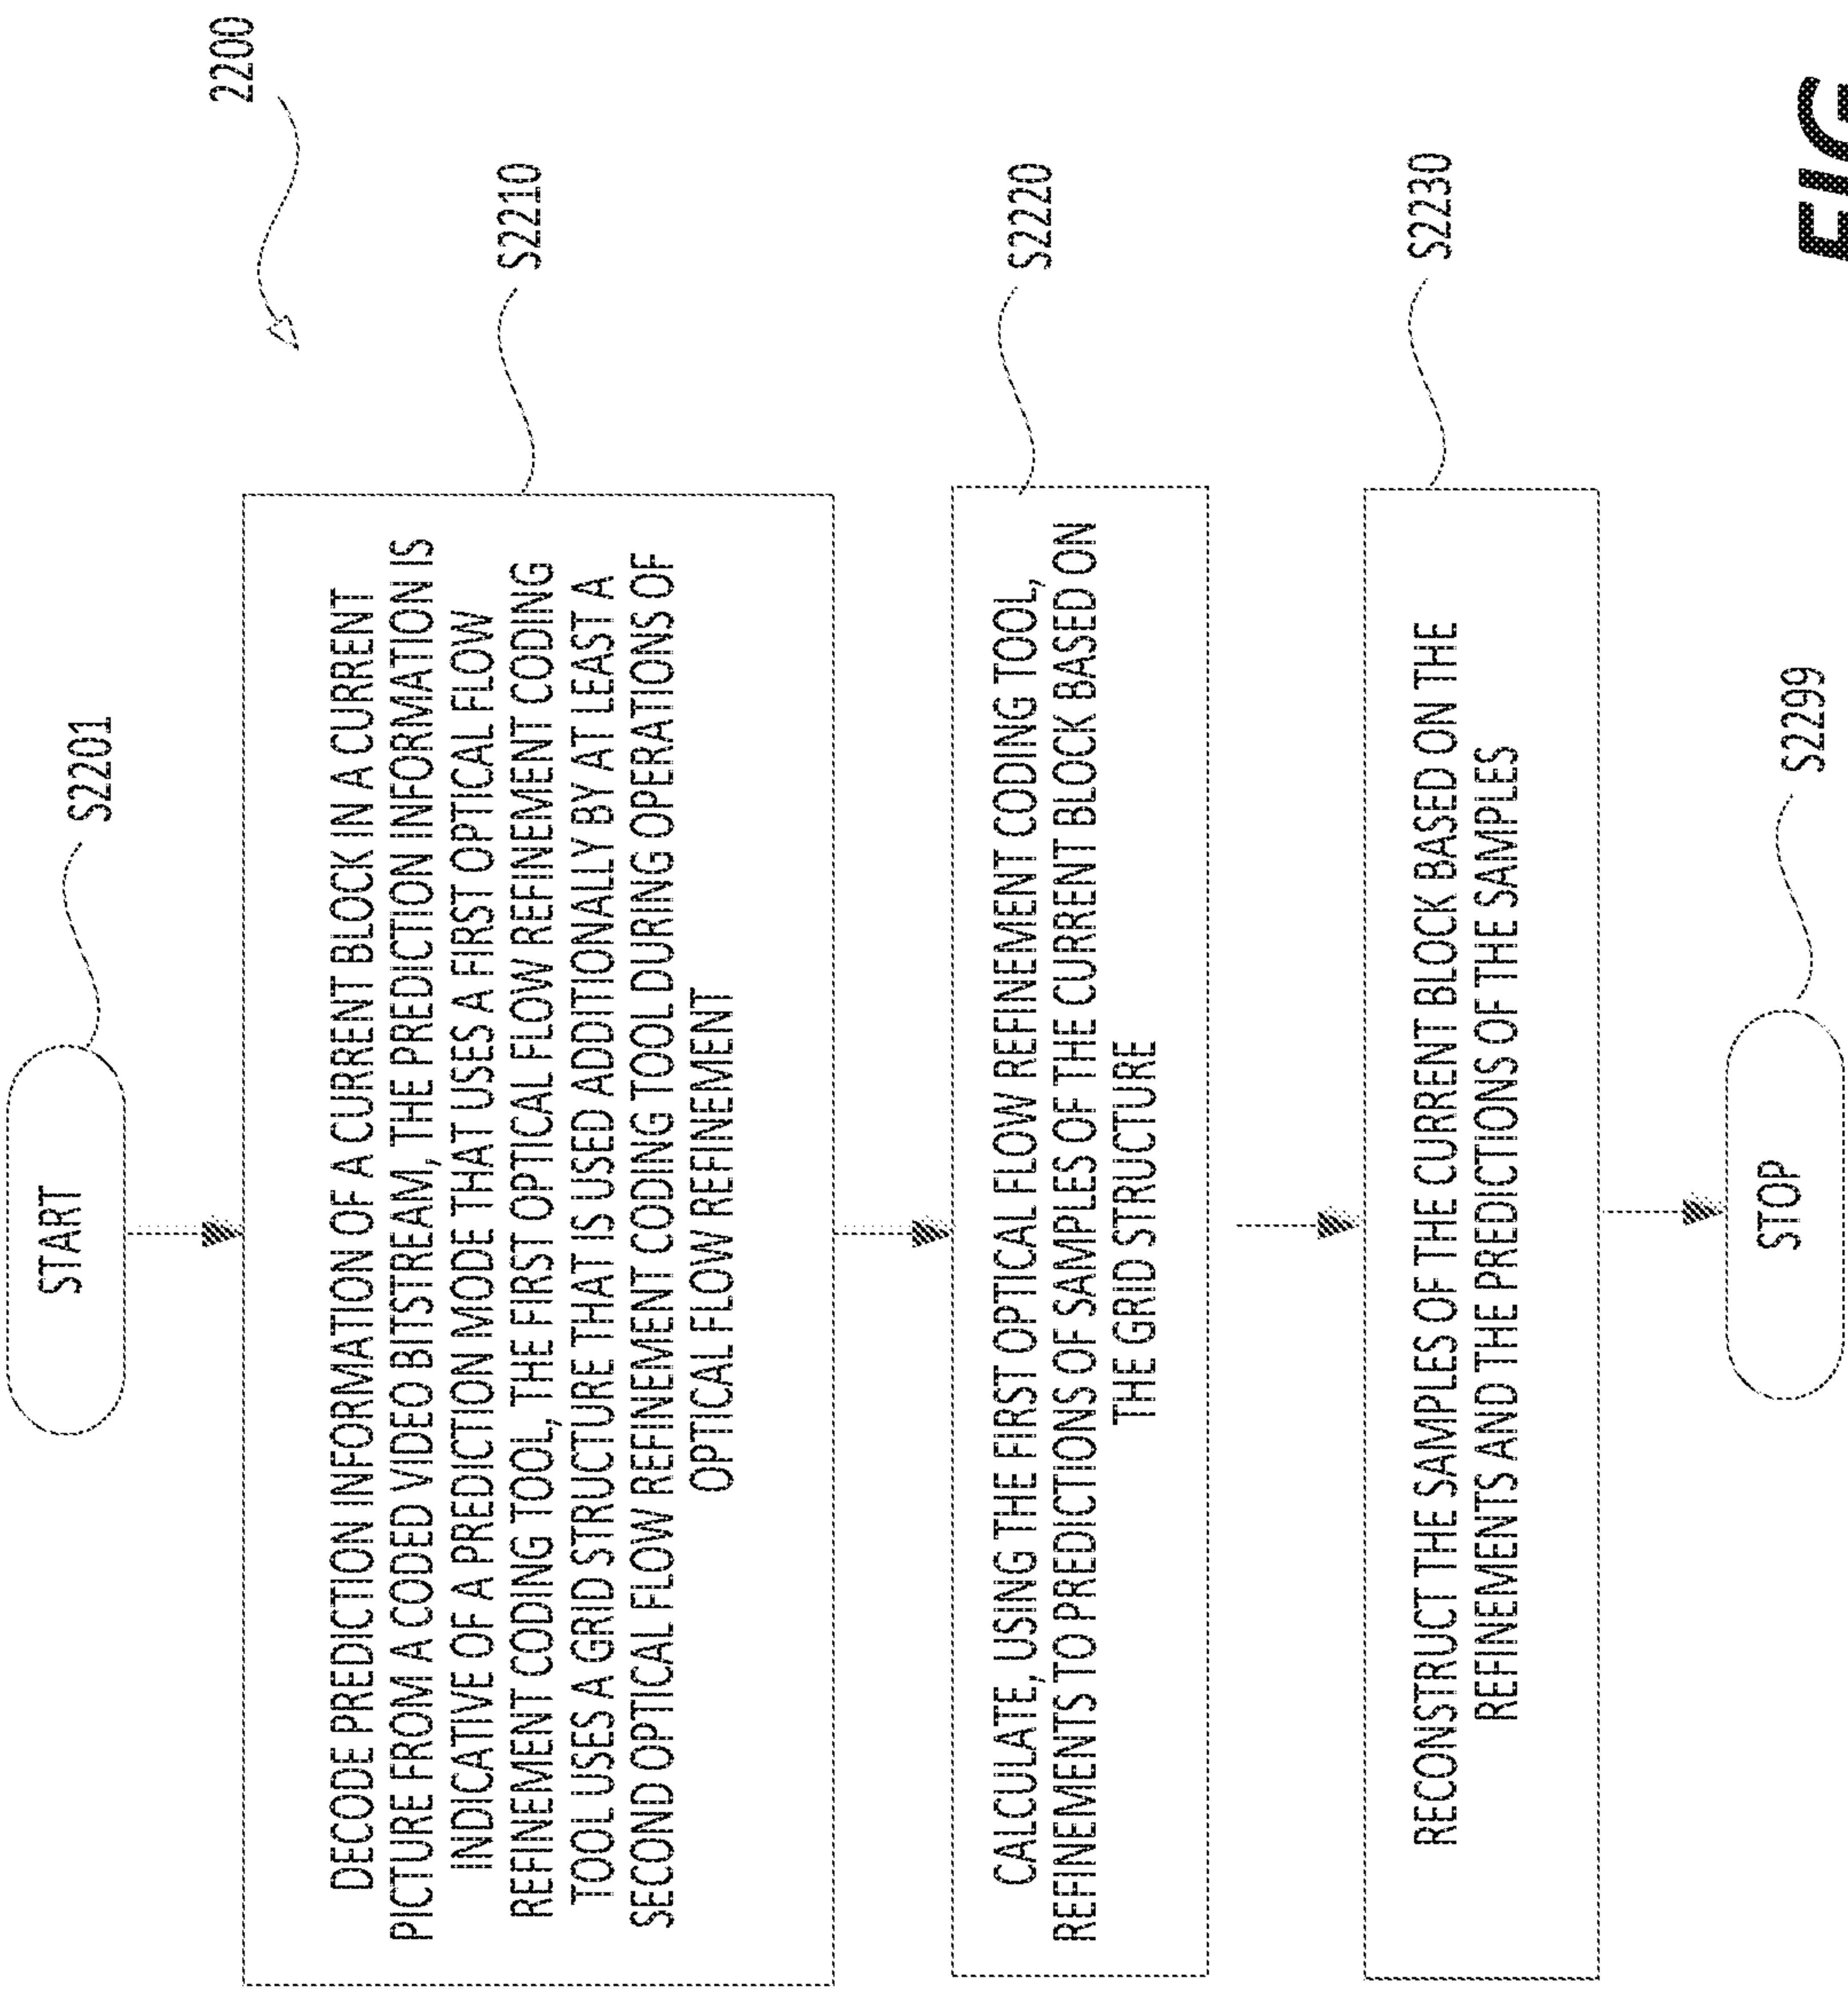 2200
START
S2201
DECODE PREDICTION INFORMATION OF A CURRENT BLOCK IN A CURRENT
PICTURE FROM A CODED VIDEO BITSTREAM, THE PREDICTION INFORMATION IS
INDICATIVE OF A PREDICTION MODE THAT USES A FIRST OPTICAL FLOW
REFINEMENT CODING TOOL, THE FIRST OPTICAL FLOW REFINEMENT CODING
TOOL USES A GRID STRUCTURE THAT IS USED ADDITIONALLY BY AT LEAST A
SECOND OPTICAL FLOW REFINEMENT CODING TOOL DURING OPERATIONS OF
OPTICAL FLOW REFINEMENT
S2210
CALCULATE, USING THE FIRST OPTICAL FLOW REFINEMENT CODING TOOL,
REFINEMENTS TO PREDICTIONS OF SAMPLES OF THE CURRENT BLOCK BASED ON
THE GRID STRUCTURE
S2220
RECONSTRUCT THE SAMPLES OF THE CURRENT BLOCK BASED ON THE
REFINEMENTS AND THE PREDICTIONS OF THE SAMPLES
S2230
STOP
S2299